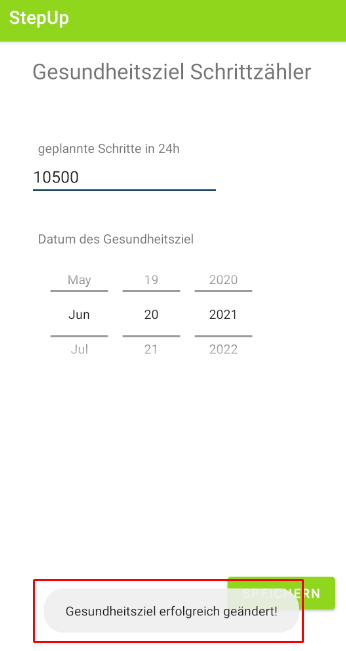 StepUp
Gesundheitsziel Schrittzähler
geplannte Schritte in 24h
10500
Datum des Gesundheitsziel
May 19 2020
Jun 20 2021
Jul 21 2022
SPEICHERN
Gesundheitsziel erfolgreich geändert!